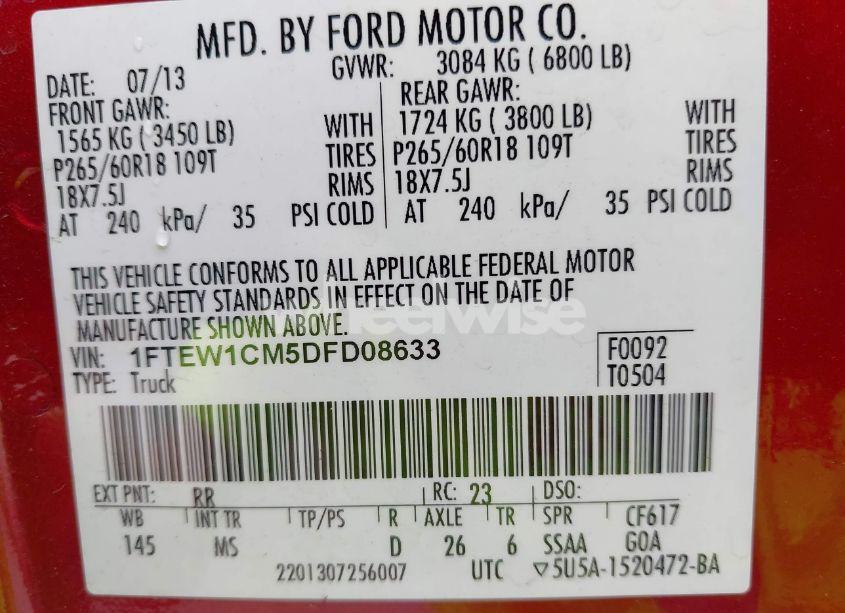 MFD. BY FORD MOTOR CO.
DATE: 07/13 GVWR: 3084 KG ( 6800 LB)
FRONT GAWR: REAR GAWR:
1565 KG ( 3450 LB) WITH 1724 KG ( 3800 LB) WITH
P265/60R18 109T TIRES P265/60R18 109T TIRES
18X7.5J RIMS 18X7.5J RIMS
AT 240 kPa/ 35 PSI COLD AT 240 kPa/ 35 PSI COLD
THIS VEHICLE CONFORMS TO ALL APPLICABLE FEDERAL MOTOR
VEHICLE SAFETY STANDARDS IN EFFECT ON THE DATE OF
MANUFACTURE SHOWN ABOVE.
wheelwise
VIN: 1FTEW1CM5DFD08633 F0092
TYPE: Truck T0504
EXT PNT: RR RC: 23 DSO:
WB INT TR TP/PS R AXLE TR SPR CF617
145 MS D 26 6 SSAA GOA
2201307256007 UTC ▽5U5A-1520472-BA